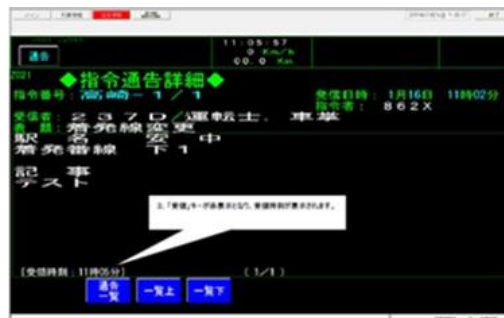 11:05:57
通告
0 Km/h
00.0 Km
◆指令通告詳細◆
指令番号:高崎-1/1
発信日時: 1月16日 11時02分
指令者: 862X
受信者:237D/運転士、車掌
表 題:着発線変更
駅 名 安 中
着発番線 下1
記 事
テスト
2.「受信」キーが非表示となり、受信時刻が表示されます。
[受信時刻:11時05分]
(1/1)
通告一覧
一覧上
一覧下